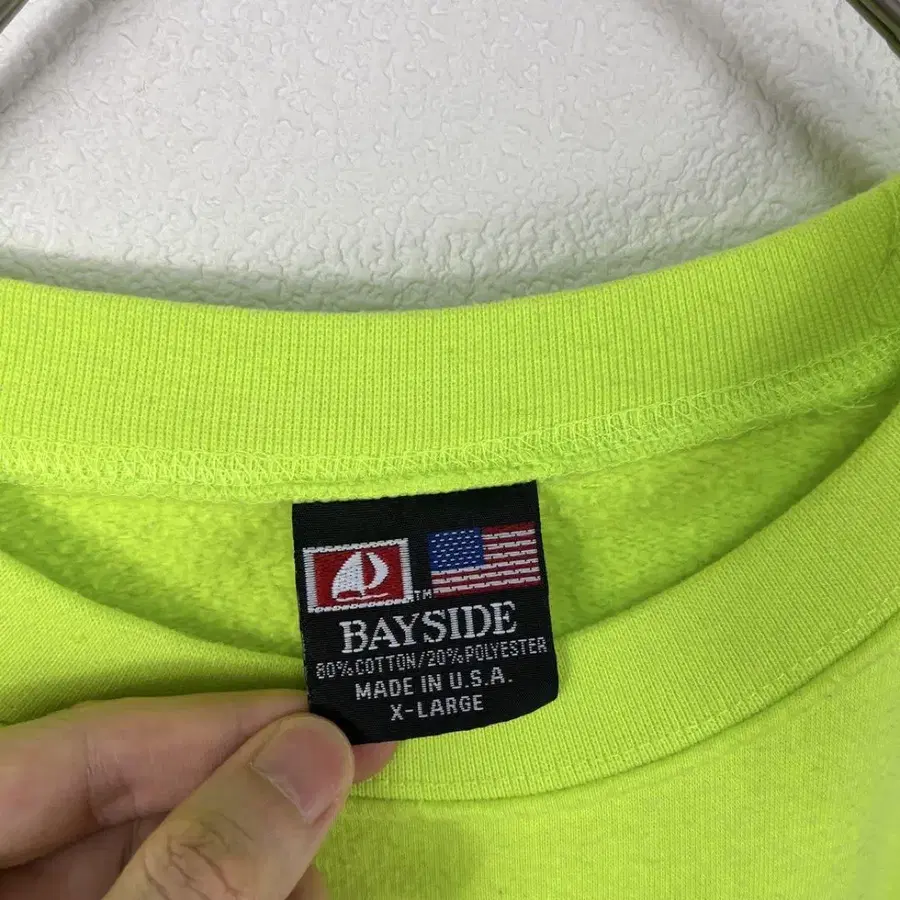 TM
BAYSIDE
80%COTTON/20%POLYESTER
MADE IN U.S.A.
X-LARGE